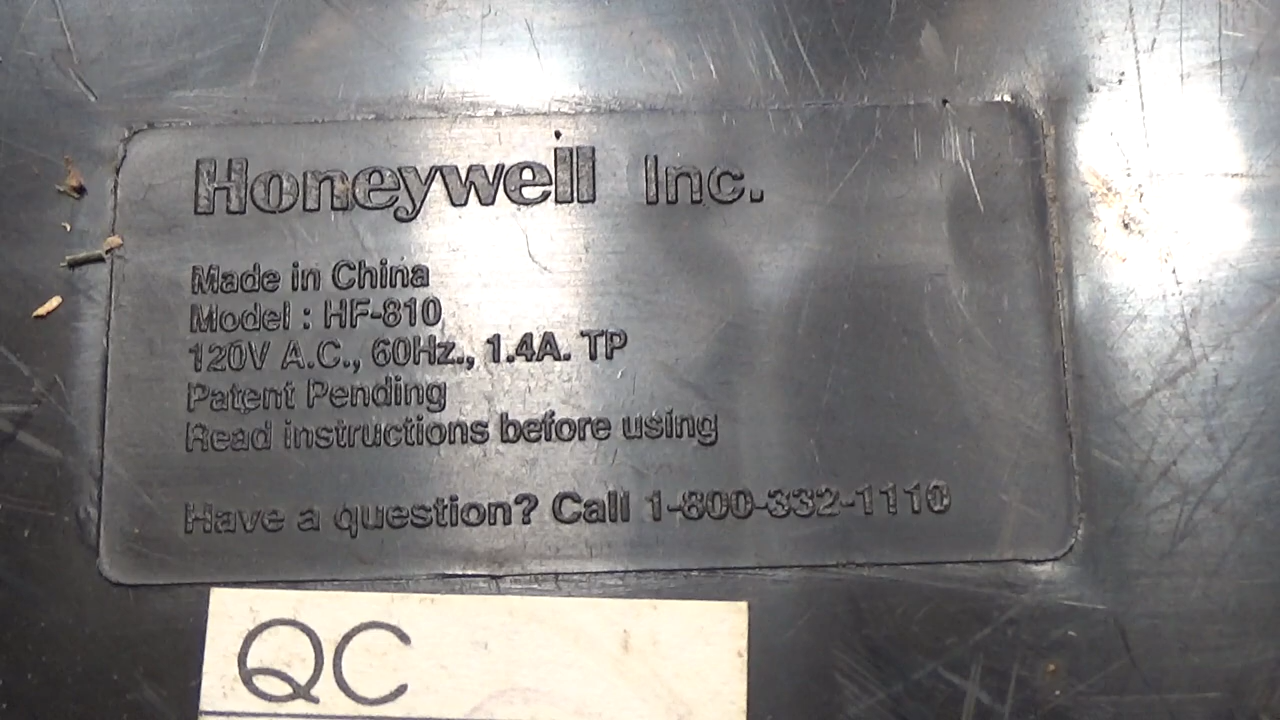 Honeywell Inc.
Made in China
Model : HF-810
120V A.C., 60Hz., 1.4A. TP
Patent Pending
Read instructions before using
Have a question? Call 1-800-332-1110
QC